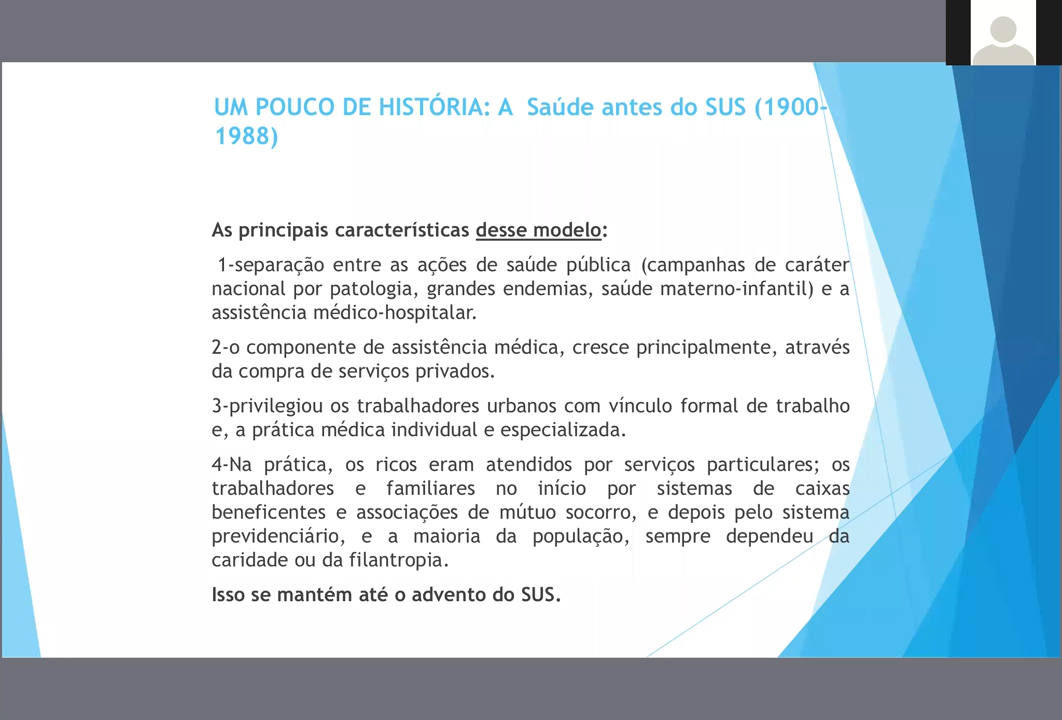 UM POUCO DE HISTÓRIA: A Saúde antes do SUS (1900-
1988)
As principais características desse modelo:
1-separação entre as ações de saúde pública (campanhas de caráter
nacional por patologia, grandes endemias, saúde materno-infantil) e a
assistência médico-hospitalar.
2-o componente de assistência médica, cresce principalmente, através
da compra de serviços privados.
3-privilegiou os trabalhadores urbanos com vínculo formal de trabalho
e, a prática médica individual e especializada.
4-Na prática, os ricos eram atendidos por serviços particulares; os
trabalhadores e familiares no início por sistemas de caixas
beneficentes e associações de mútuo socorro, e depois pelo sistema
previdenciário, e a maioria da população, sempre dependeu da
caridade ou da filantropia.
Isso se mantém até o advento do SUS.